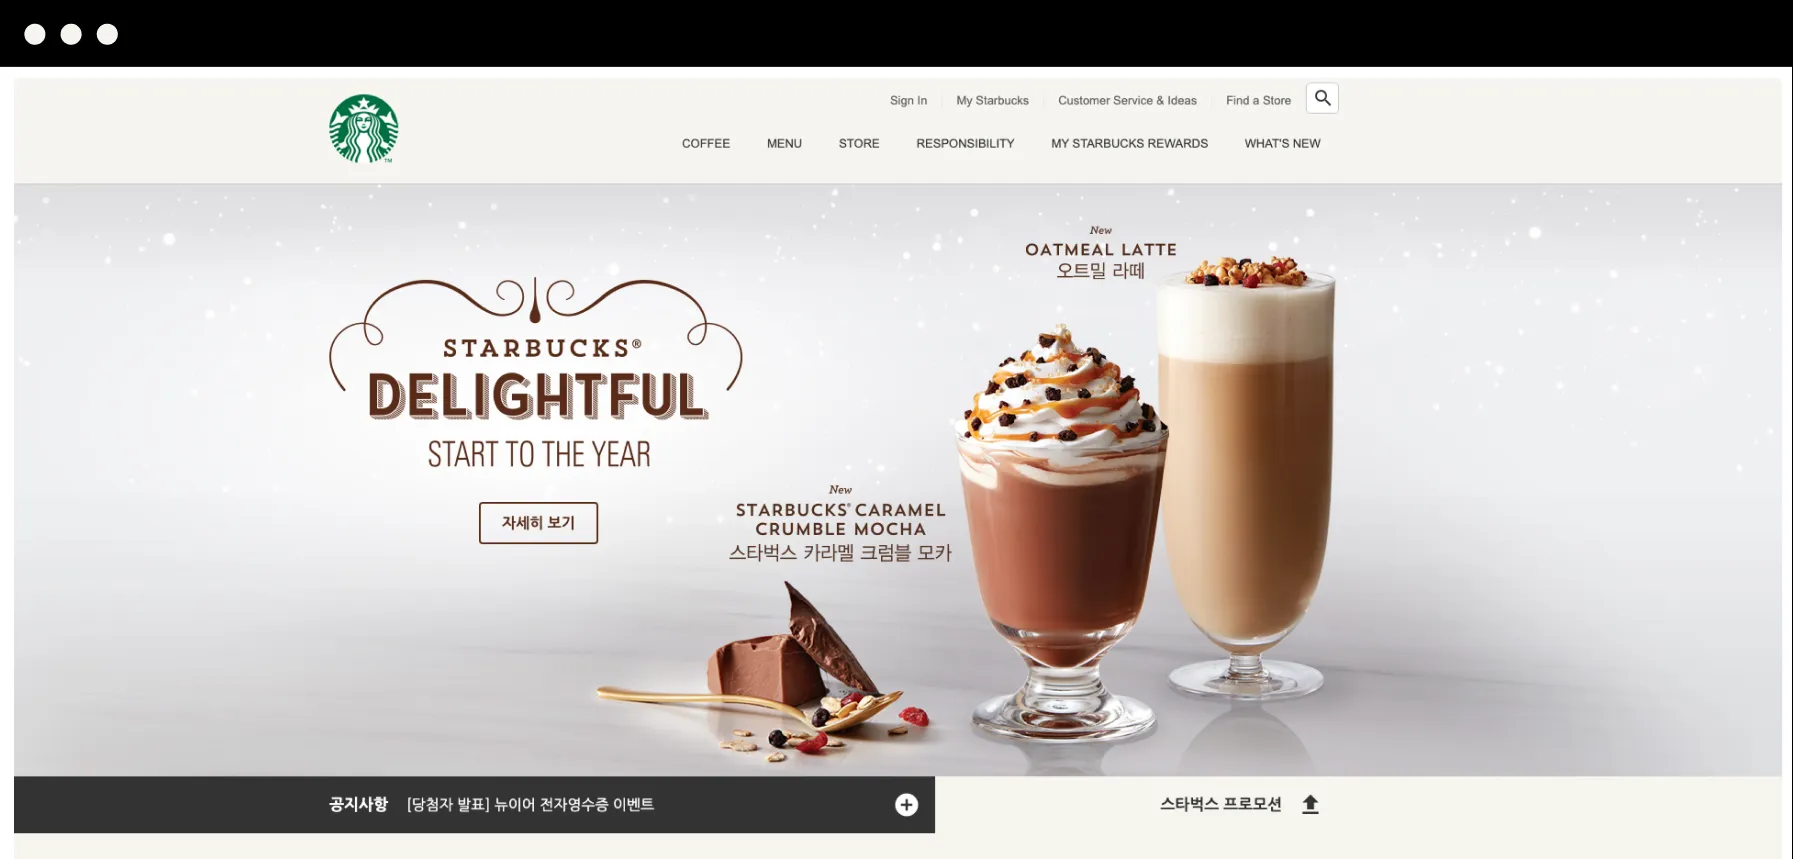 Sign In
My Starbucks
Customer Service & Ideas
Find a Store
COFFEE
MENU
STORE
RESPONSIBILITY
MY STARBUCKS REWARDS
WHAT'S NEW
New
OATMEAL LATTE
오트밀 라떼
STARBUCKS®
DELIGHTFUL
START TO THE YEAR
자세히 보기
New
STARBUCKS® CARAMEL
CRUMBLE MOCHA
스타벅스 카라멜 크럼블 모카
공지사항 [당첨자 발표] 뉴이어 전자영수증 이벤트
스타벅스 프로모션